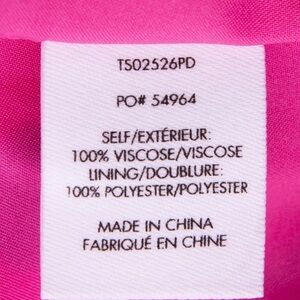 TS02526PD
PO# 54964
SELF/EXTÉRIEUR:
100% VISCOSE/VISCOSE
LINING/DOUBLURE:
100% POLYESTER/POLYESTER
MADE IN CHINA
FABRIQUÉ EN CHINE